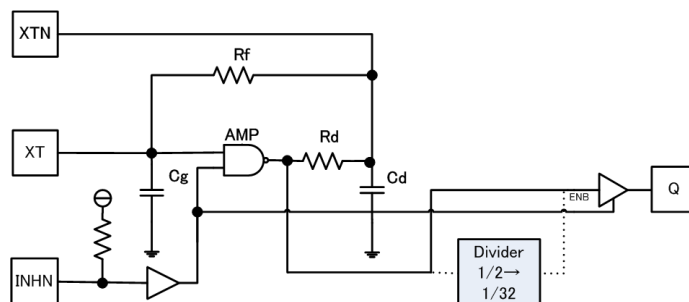 XTN
Rf
AMP
Rd
XT
Cg
Cd
ENB
Q
INHN
Divider
1/2→
1/32